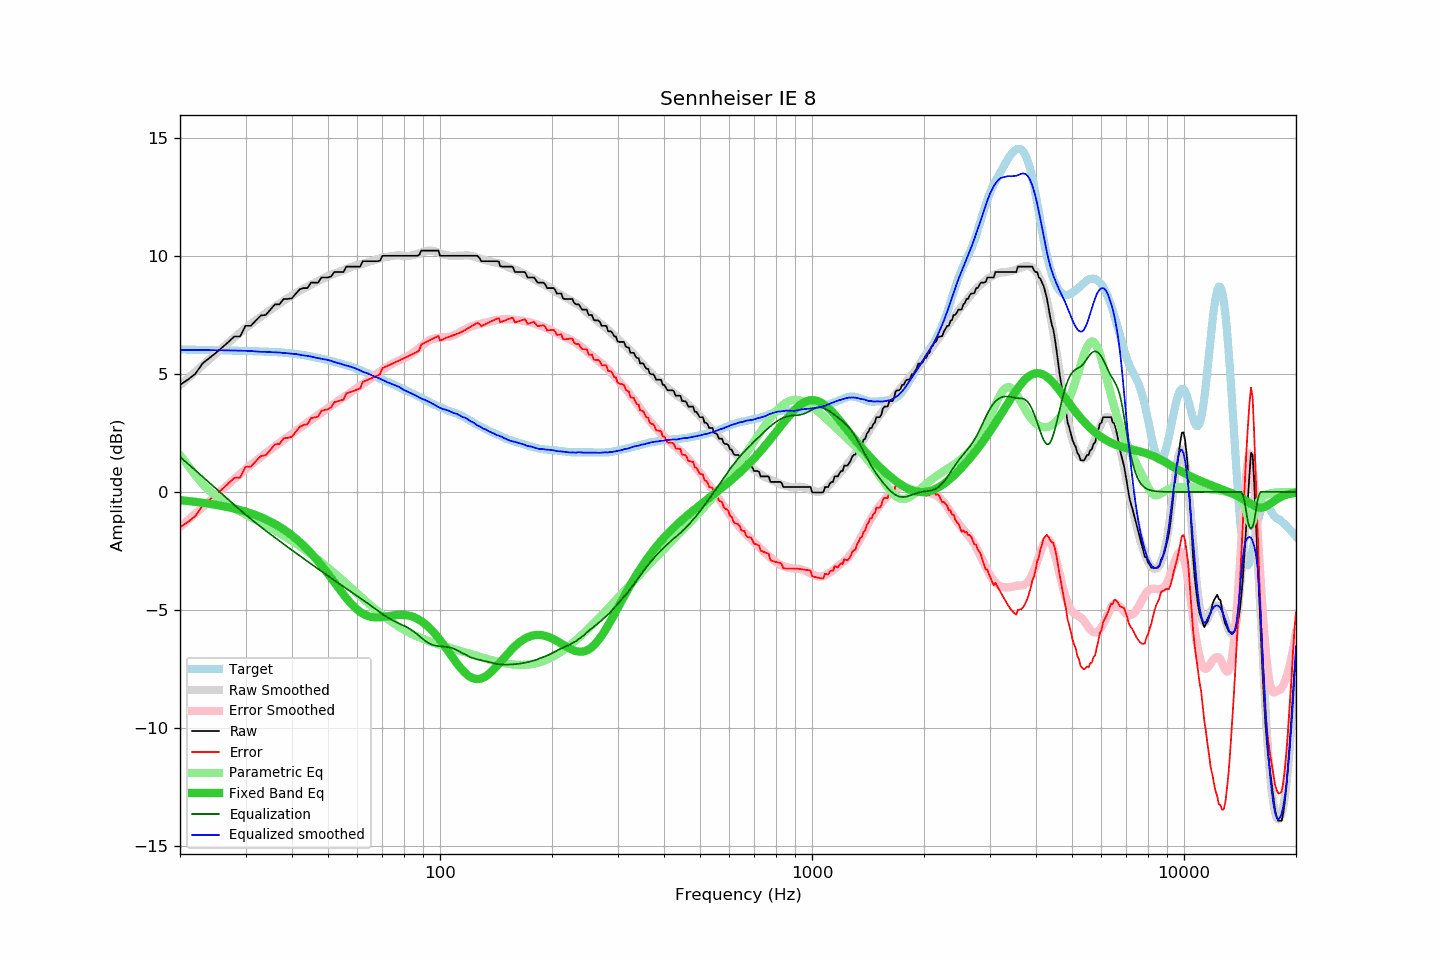 Sennheiser IE 8
Amplitude (dBr)
15
10
5
0
−5
−10
−15
Target
Raw Smoothed
Error Smoothed
Raw
Error
Parametric Eq
Fixed Band Eq
Equalization
Equalized smoothed
100 1000 10000
Frequency (Hz)